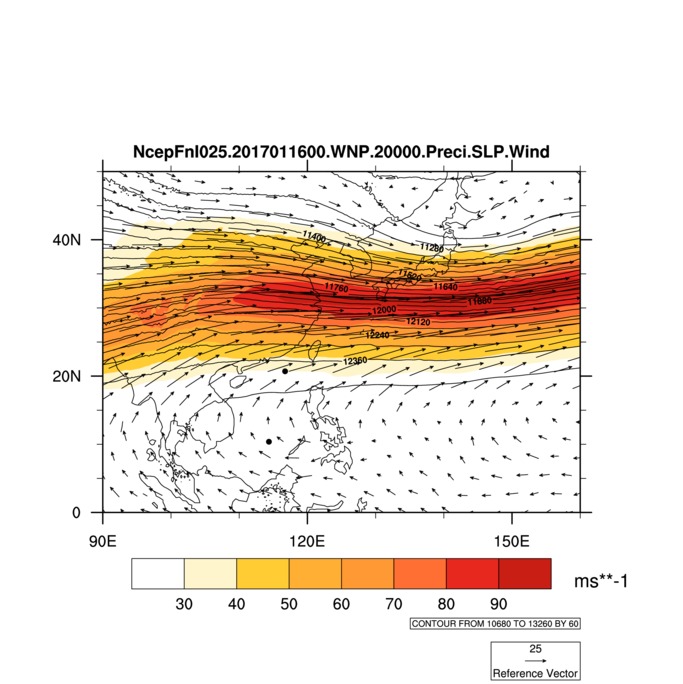 NcepFnl025.2017011600.WNP.20000.Preci.SLP.Wind
40N
20N
0
11400
11280
11520
11760
11640
11880
12000
12120
12240
12360
90E 120E 150E
30 40 50 60 70 80 90
ms**-1
CONTOUR FROM 10680 TO 13260 BY 60
25
Reference Vector